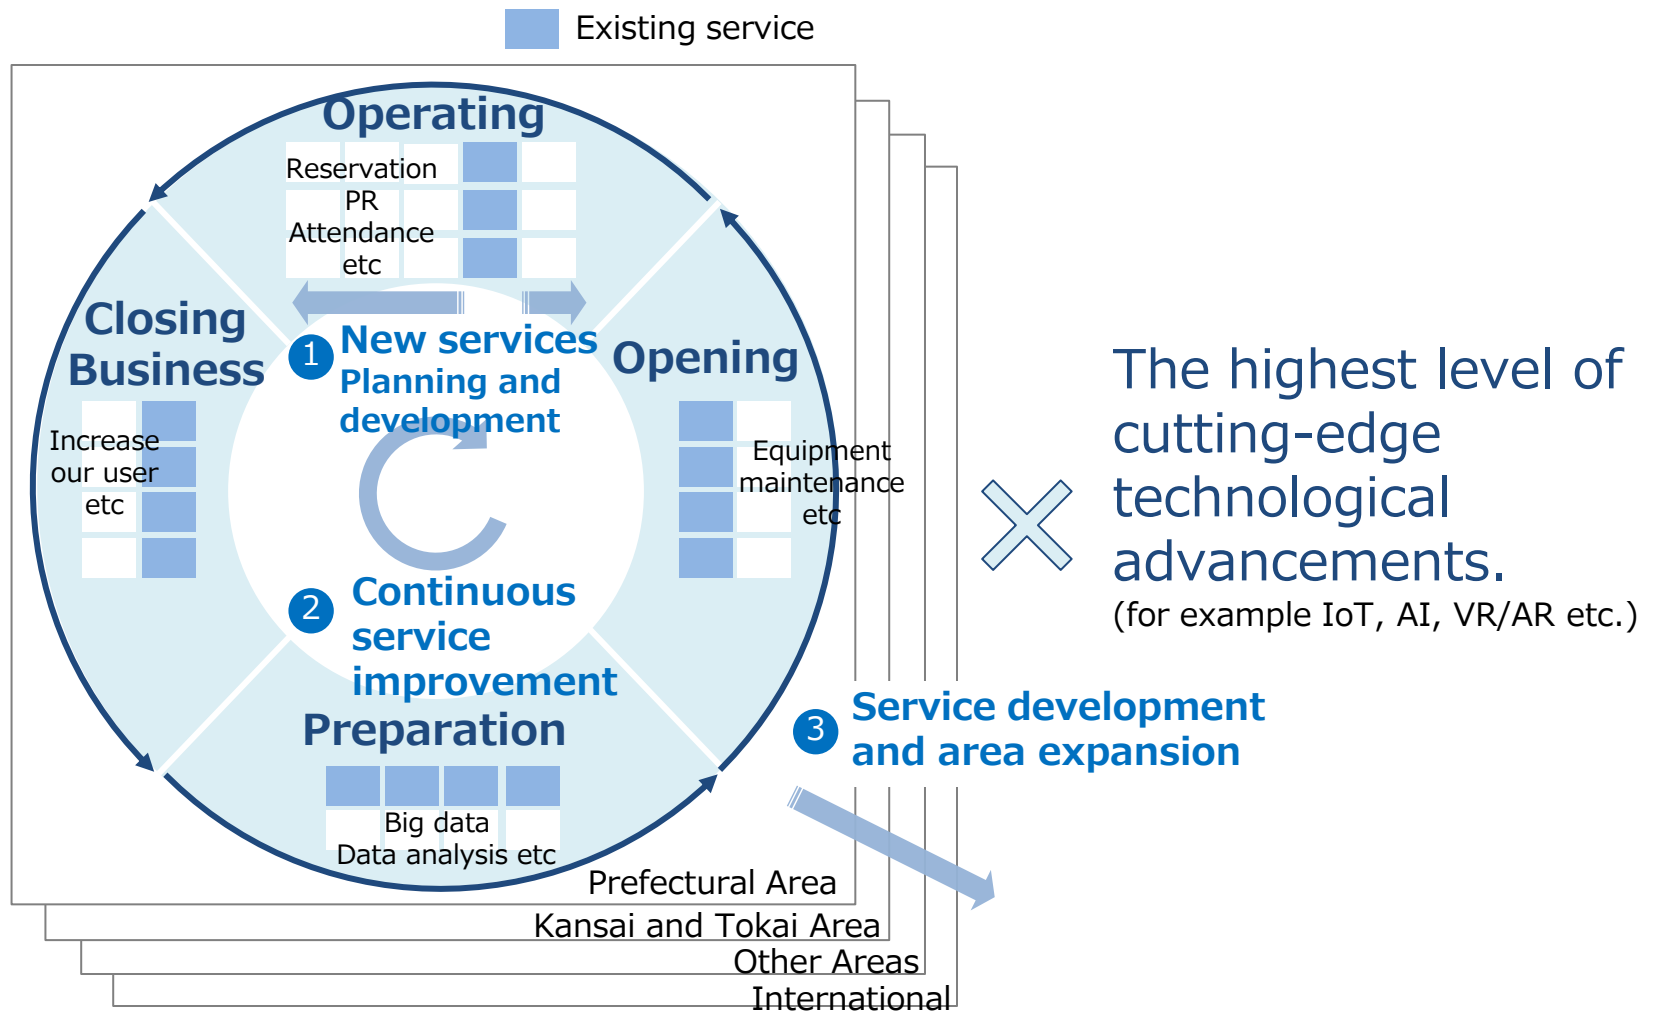 Existing service
Operating
Reservation
PR
Attendance
etc
Closing
Business
Increase
our user
etc
1
New services
Planning and
development
Opening
Equipment
maintenance
etc
2
Continuous
service
improvement
Preparation
Big data
Data analysis etc
Prefectural Area
Kansai and Tokai Area
Other Areas
International
3
Service development
and area expansion
The highest level of
cutting-edge
technological
advancements.
(for example IoT, AI, VR/AR etc.)